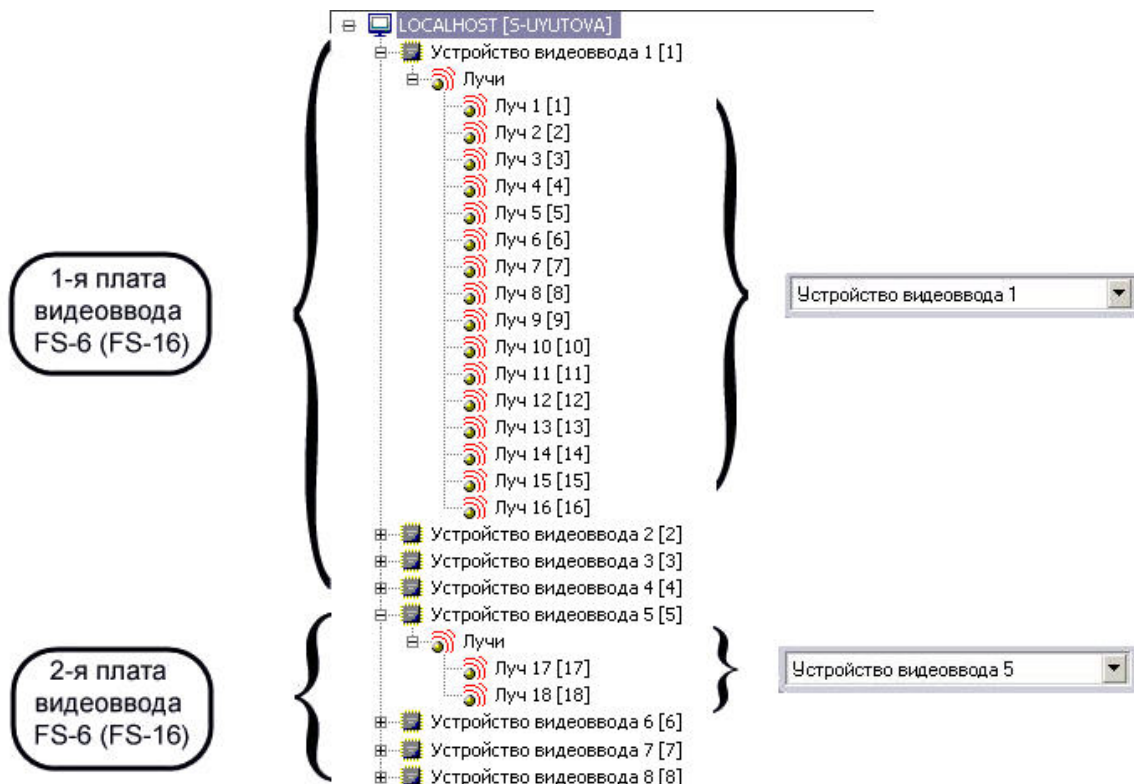 LOCALHOST [S-UYUTOVA]
Устройство видеоввода 1 [1]
Лучи
Луч 1 [1]
Луч 2 [2]
Луч 3 [3]
Луч 4 [4]
Луч 5 [5]
Луч 6 [6]
Луч 7 [7]
Луч 8 [8]
Луч 9 [9]
Луч 10 [10]
Луч 11 [11]
Луч 12 [12]
Луч 13 [13]
Луч 14 [14]
Луч 15 [15]
Луч 16 [16]
Устройство видеоввода 2 [2]
Устройство видеоввода 3 [3]
Устройство видеоввода 4 [4]
Устройство видеоввода 5 [5]
Лучи
Луч 17 [17]
Луч 18 [18]
Устройство видеоввода 6 [6]
Устройство видеоввода 7 [7]
Устройство видеоввода 8 [8]
1-я плата
видеоввода
FS-6 (FS-16)
2-я плата
видеоввода
FS-6 (FS-16)
Устройство видеоввода 1
Устройство видеоввода 5